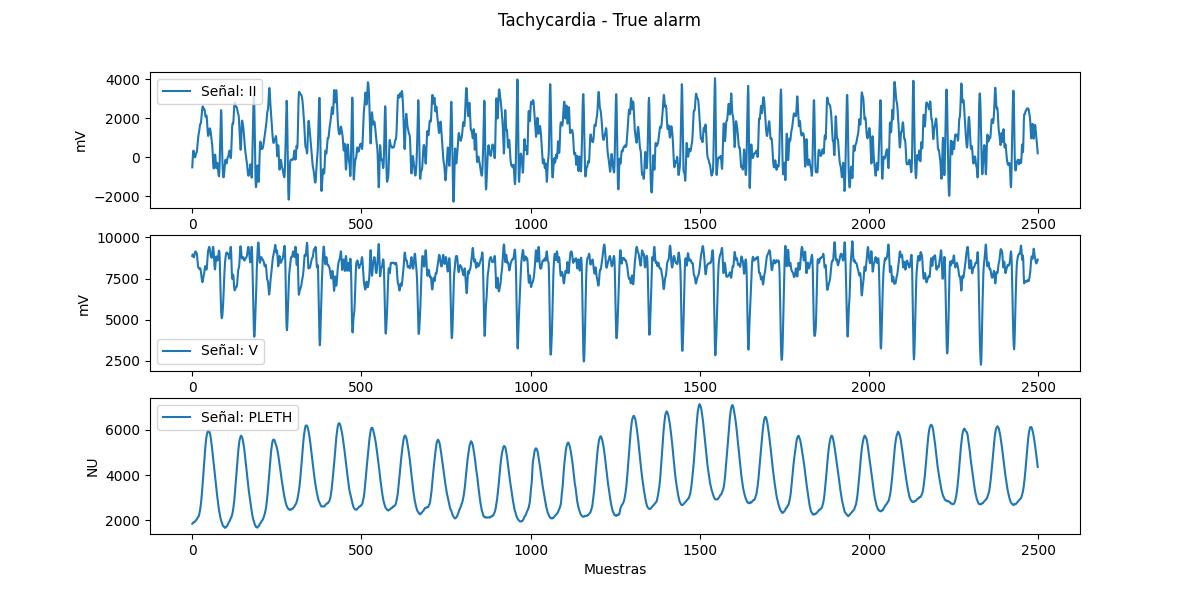 Tachycardia - True alarm
4000
2000
0
−2000
mV
Señal: II
0 500 1000 1500 2000 2500
10000
7500
5000
2500
mV
Señal: V
0 500 1000 1500 2000 2500
6000
4000
2000
NU
Señal: PLETH
0 500 1000 1500 2000 2500
Muestras